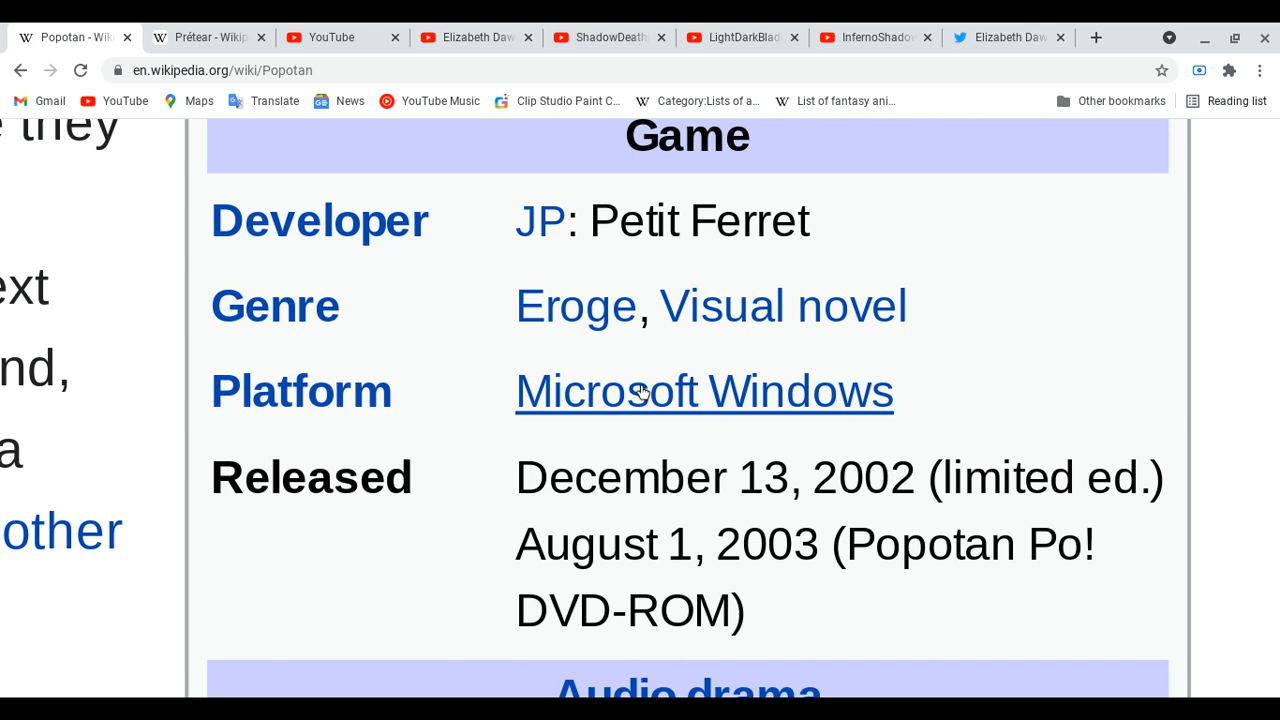 Popotan - Wiki
Prétear - Wikip
YouTube
Elizabeth Daw
ShadowDeath
LightDarkBlad
InfernoShadov
Elizabeth Daw
en.wikipedia.org/wiki/Popotan
Gmail
YouTube
Maps
Translate
News
YouTube Music
Clip Studio Paint C...
Category:Lists of a...
List of fantasy ani...
Other bookmarks
Reading list
e they
ext
nd,
a
other
Game
Developer JP: Petit Ferret
Genre Eroge, Visual novel
Platform Microsoft Windows
Released December 13, 2002 (limited ed.)
August 1, 2003 (Popotan Po!
DVD-ROM)
Audio drama